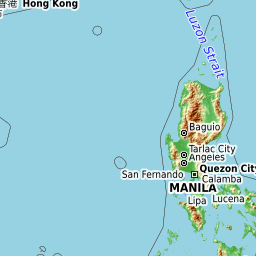 香港
Hong Kong
Luzon Strait
Baguio
Tarlac City
Angeles
San Fernando
Quezon City
Calamba
MANILA
Lipa
Lucena